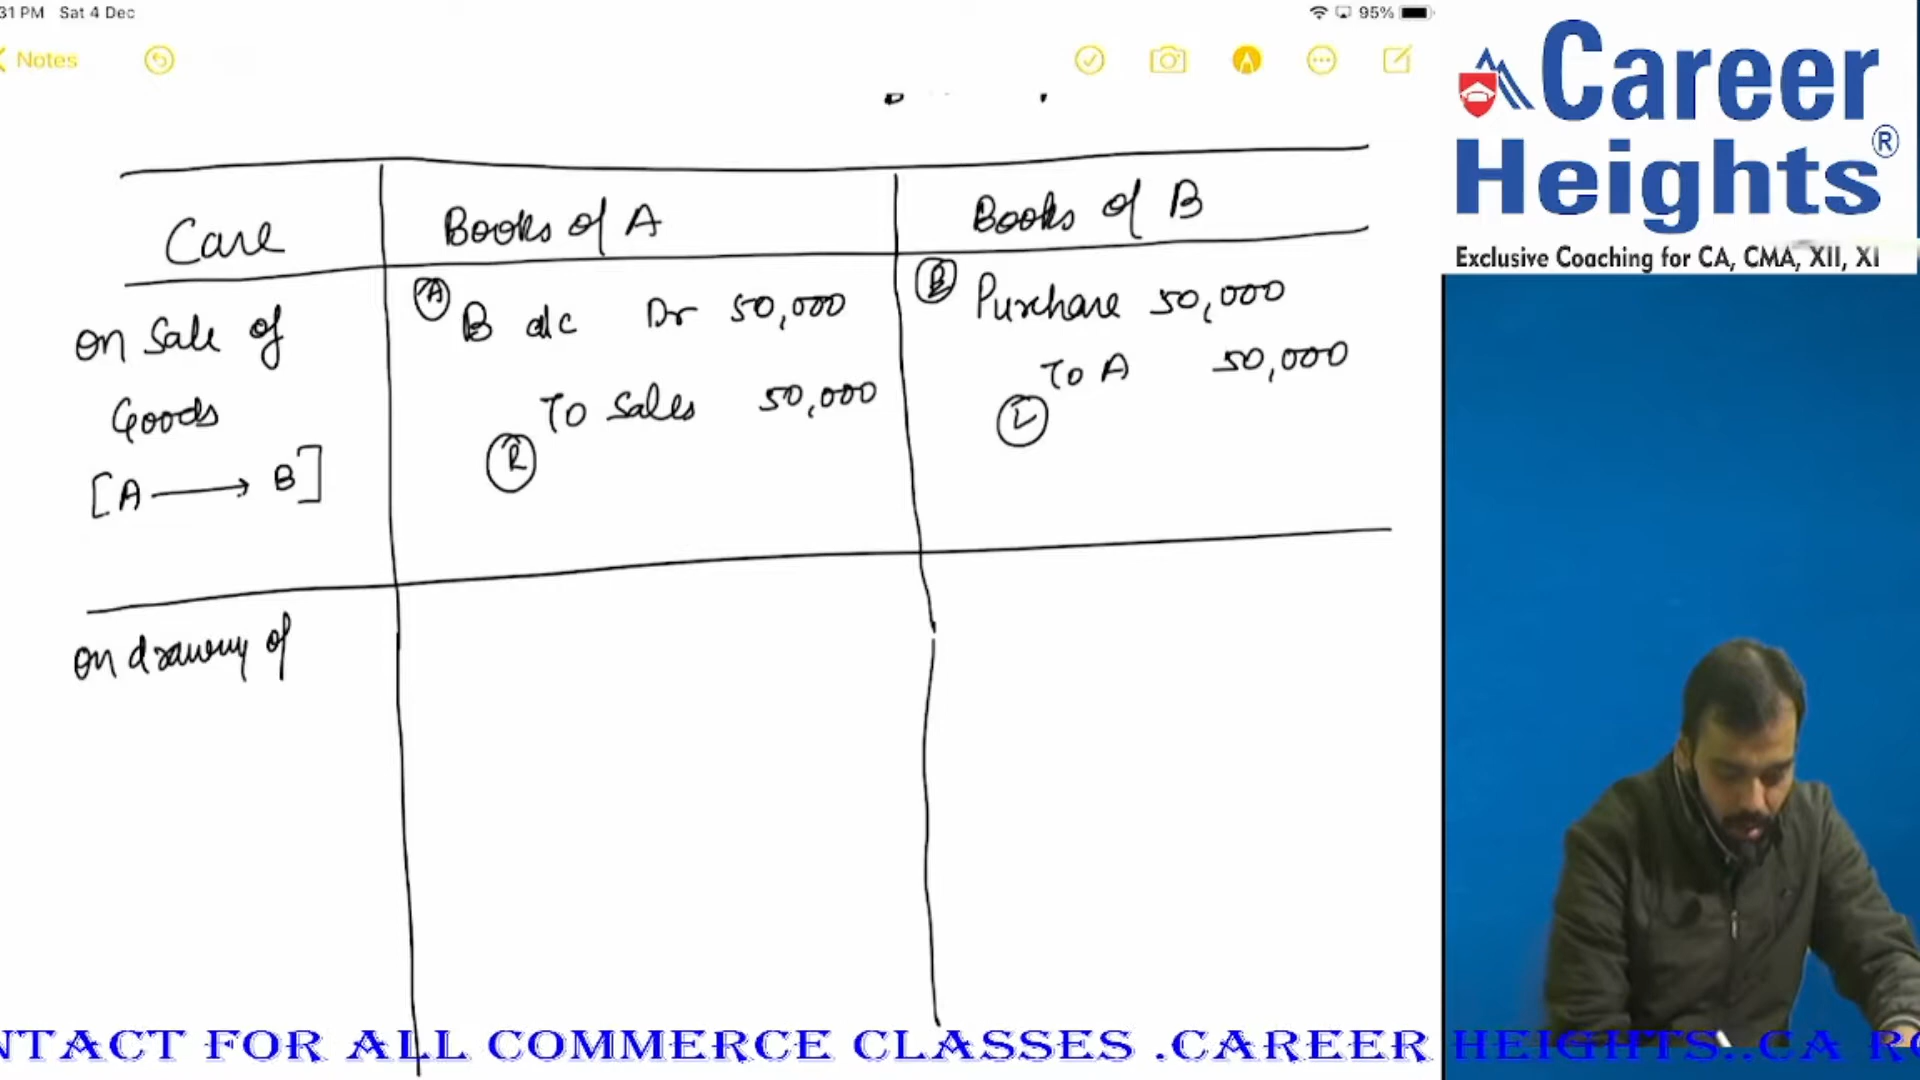 31 PM Sat 4 Dec
95%
Notes
Career
Heights®
Exclusive Coaching for CA, CMA, XII, XI
Case
Books of A
Books of B
on Sale of
Goods
[A → B]
(A) B a/c Dr 50,000
To Sales 50,000
(R)
(E) Purchase 50,000
To A 50,000
(L)
on drawing of
NTACT FOR ALL COMMERCE CLASSES .CAREER HEIGHTS..CA RO